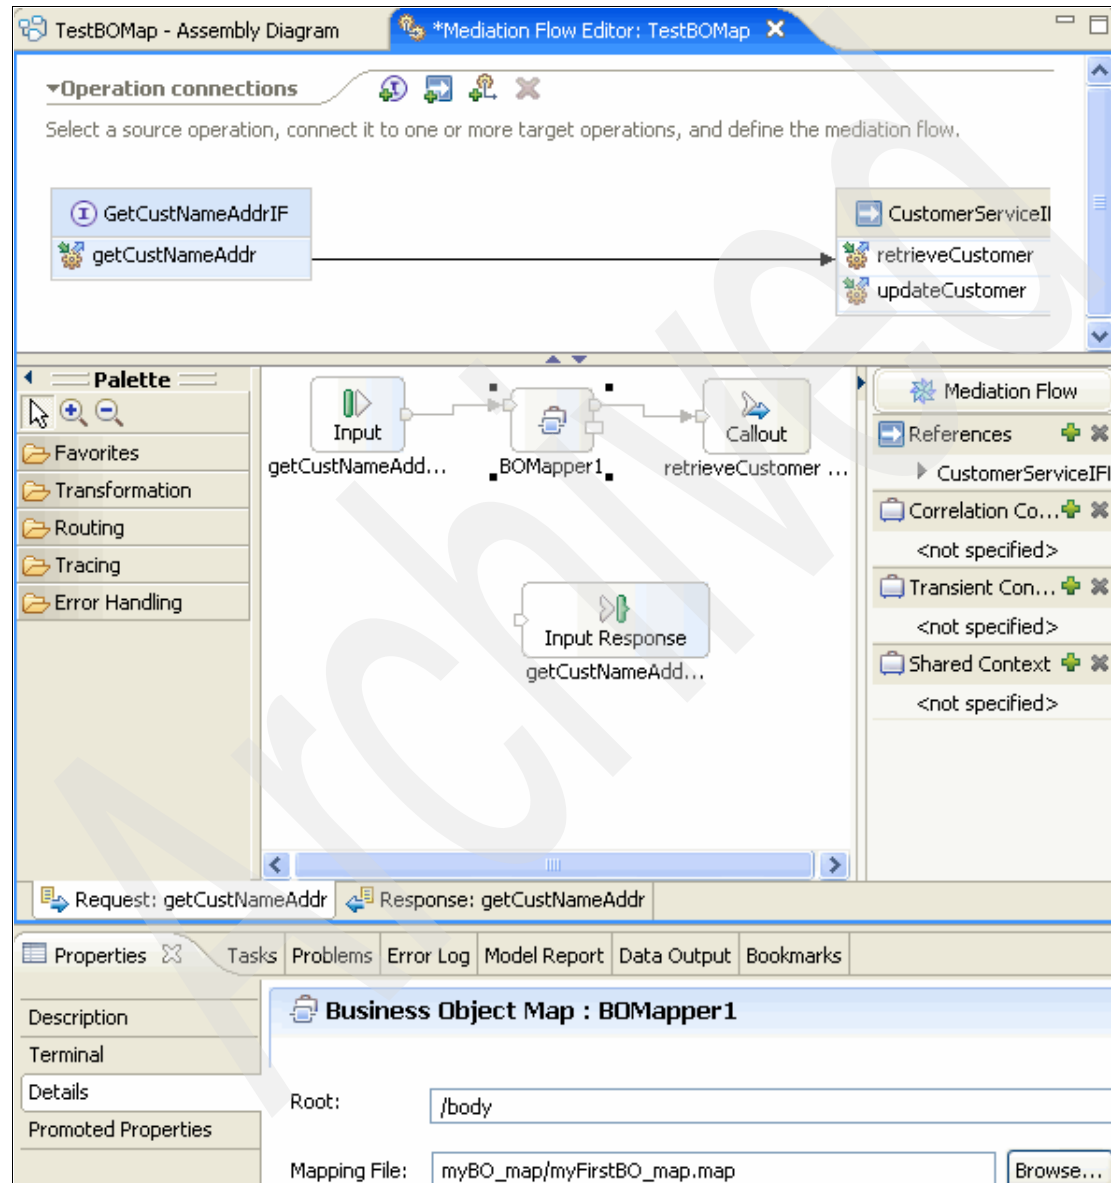 TestBOMap - Assembly Diagram
*Mediation Flow Editor: TestBOMap
Operation connections
Select a source operation, connect it to one or more target operations, and define the mediation flow.
GetCustNameAddrIF
CustomerServiceII
getCustNameAddr
retrieveCustomer
updateCustomer
Palette
Favorites
Transformation
Routing
Tracing
Error Handling
Input
getCustNameAdd...
BOMapper1
Callout
retrieveCustomer ...
Input Response
getCustNameAdd...
Mediation Flow
References
CustomerServiceIFI
Correlation Co...
<not specified>
Transient Con...
<not specified>
Shared Context
<not specified>
Request: getCustNameAddr
Response: getCustNameAddr
Properties
Tasks
Problems
Error Log
Model Report
Data Output
Bookmarks
Description
Terminal
Details
Promoted Properties
Business Object Map : BOMapper1
Root:
/body
Mapping File:
myBO_map/myFirstBO_map.map
Browse...
Archived